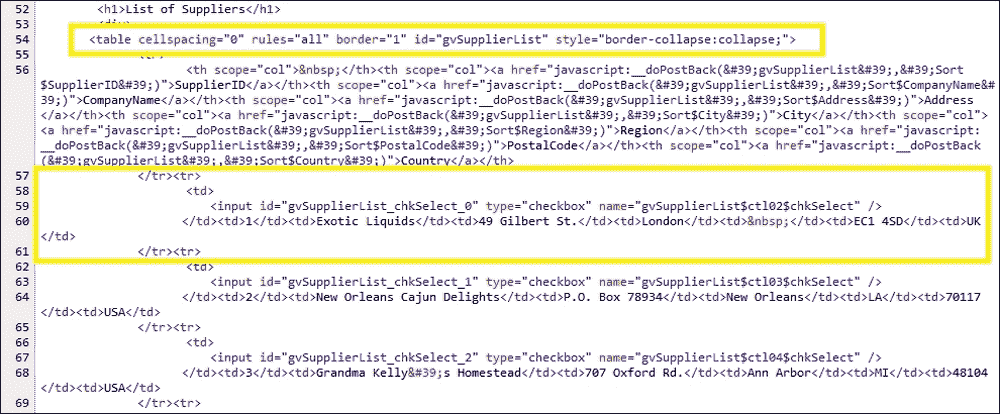 52 <h1>List of Suppliers</h1>
53 <div>
54 <table cellspacing="0" rules="all" border="1" id="gvSupplierList" style="border-collapse:collapse;">
55 <tr>
56 <th scope="col">&nbsp;</th><th scope="col"><a href="javascript:__doPostBack(&#39;gvSupplierList&#39;,&#39;Sort
$SupplierID&#39;)">SupplierID</a></th><th scope="col"><a href="javascript:__doPostBack(&#39;gvSupplierList&#39;,&#39;Sort$CompanyName&
#39;)">CompanyName</a></th><th scope="col"><a href="javascript:__doPostBack(&#39;gvSupplierList&#39;,&#39;Sort$Address&#39;)">Address
</a></th><th scope="col"><a href="javascript:__doPostBack(&#39;gvSupplierList&#39;,&#39;Sort$City&#39;)">City</a></th><th scope="col">
<a href="javascript:__doPostBack(&#39;gvSupplierList&#39;,&#39;Sort$Region&#39;)">Region</a></th><th scope="col"><a href="javascript:
__doPostBack(&#39;gvSupplierList&#39;,&#39;Sort$PostalCode&#39;)">PostalCode</a></th><th scope="col"><a href="javascript:__doPostBack
(&#39;gvSupplierList&#39;,&#39;Sort$Country&#39;)">Country</a></th>
57 </tr><tr>
58 <td>
59 <input id="gvSupplierList_chkSelect_0" type="checkbox" name="gvSupplierList$ctl02$chkSelect" />
60 </td><td>1</td><td>Exotic Liquids</td><td>49 Gilbert St.</td><td>London</td><td>&nbsp;</td><td>EC1 4SD</td><td>UK
</td>
61 </tr><tr>
62 <td>
63 <input id="gvSupplierList_chkSelect_1" type="checkbox" name="gvSupplierList$ctl03$chkSelect" />
64 </td><td>2</td><td>New Orleans Cajun Delights</td><td>P.O. Box 78934</td><td>New Orleans</td><td>LA</td><td>70117
</td><td>USA</td>
65 </tr><tr>
66 <td>
67 <input id="gvSupplierList_chkSelect_2" type="checkbox" name="gvSupplierList$ctl04$chkSelect" />
68 </td><td>3</td><td>Grandma Kelly&#39;s Homestead</td><td>707 Oxford Rd.</td><td>Ann Arbor</td><td>MI</td><td>48104
</td><td>USA</td>
69 </tr><tr>